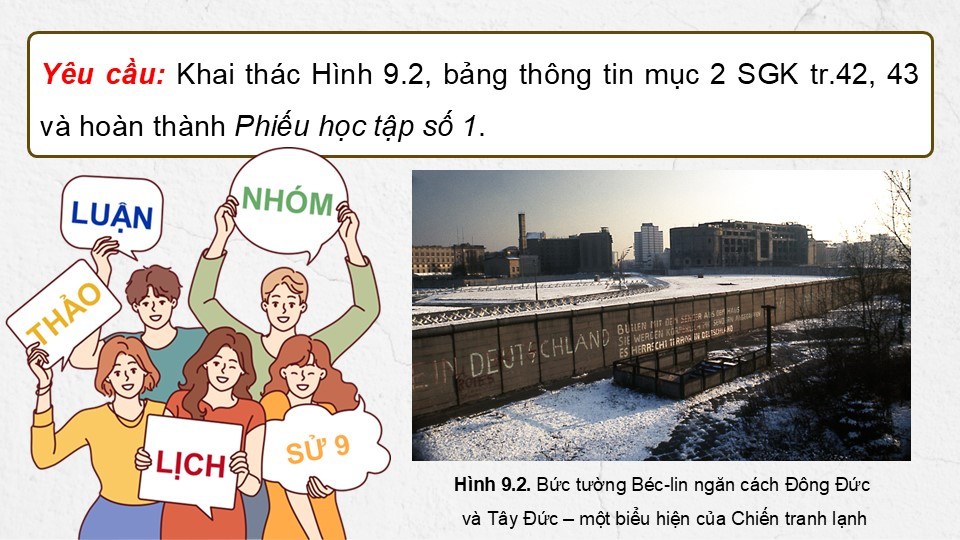 Yêu cầu: Khai thác Hình 9.2, bảng thông tin mục 2 SGK tr.42, 43
và hoàn thành Phiếu học tập số 1.
THẢO
LUẬN
NHÓM
LỊCH
SỬ 9
EIN DEUTSCHLAND
Hình 9.2. Bức tường Béc-lin ngăn cách Đông Đức
và Tây Đức – một biểu hiện của Chiến tranh lạnh